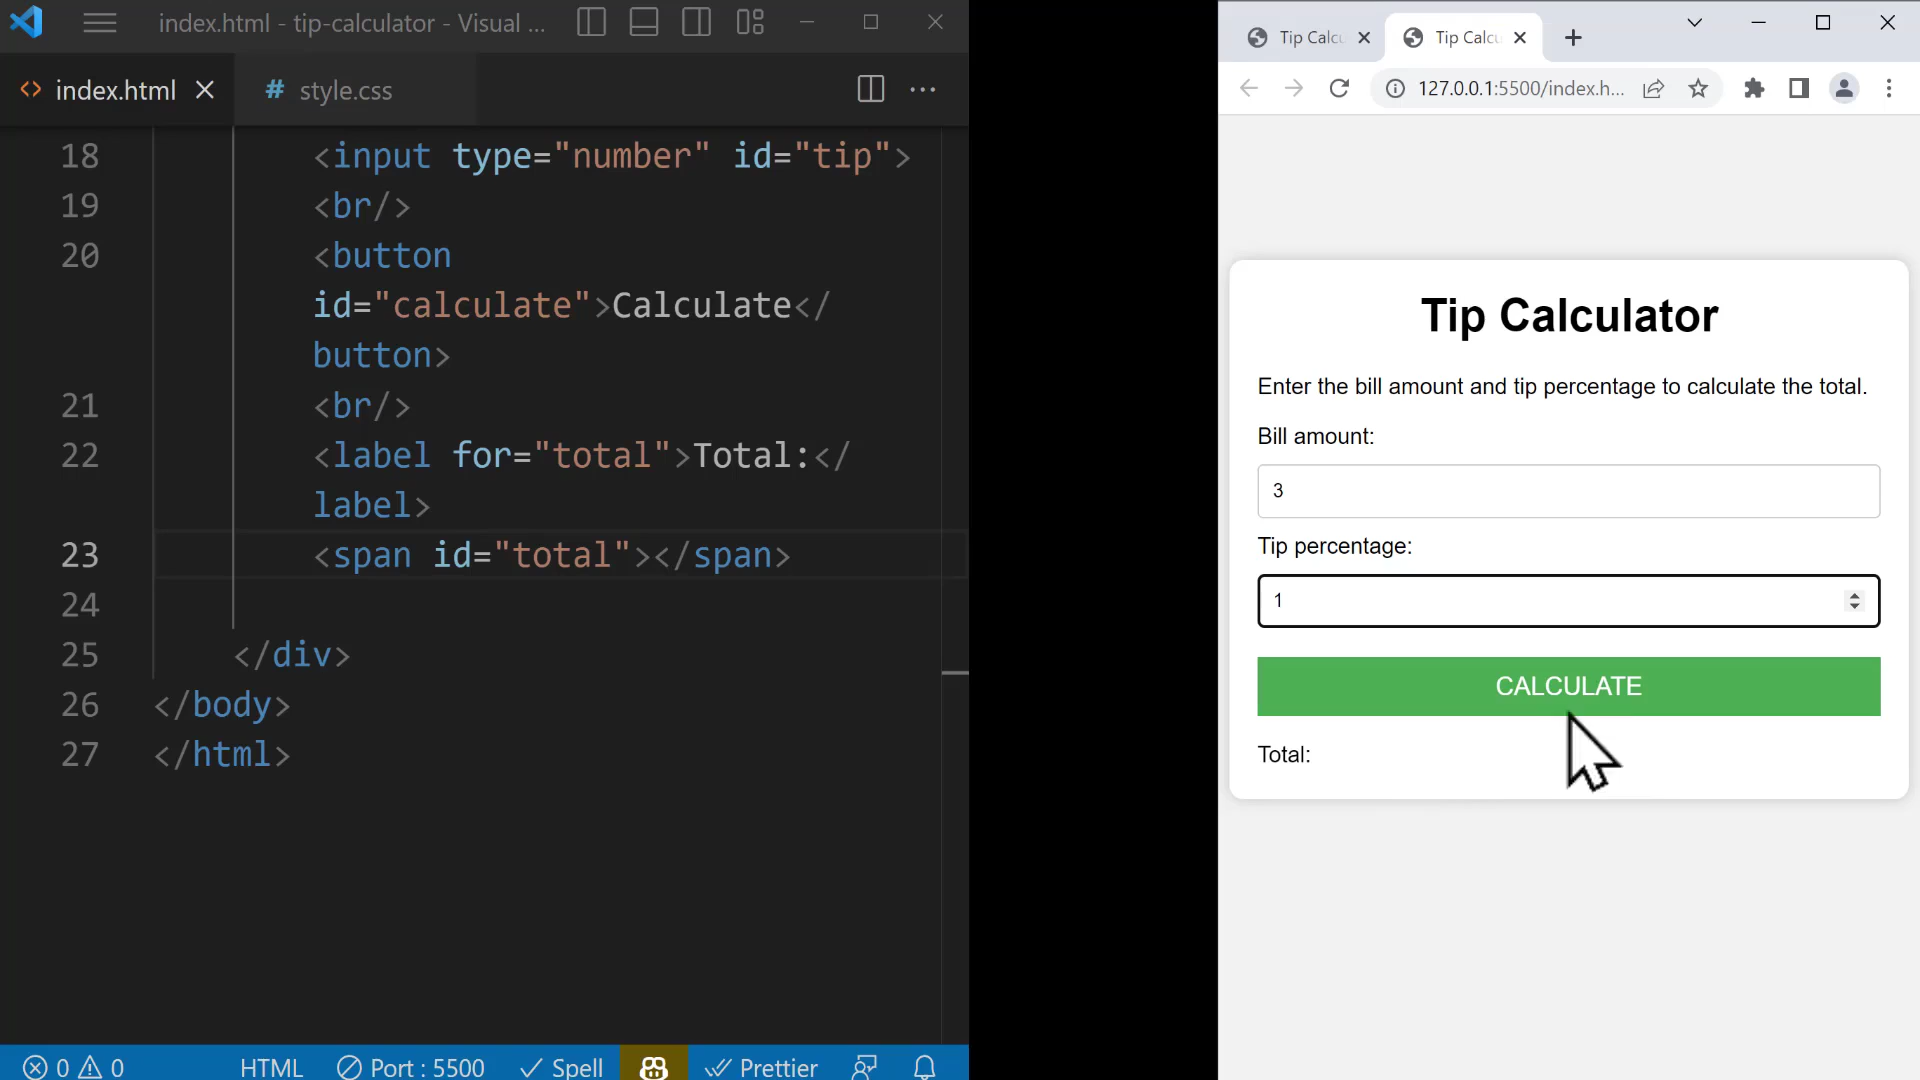 index.html - tip-calculator - Visual ...
index.html
# style.css
18 <input type="number" id="tip">
19 <br/>
20 <button
id="calculate">Calculate</
button>
21 <br/>
22 <label for="total">Total:</
label>
23 <span id="total"></span>
24
25 </div>
26 </body>
27 </html>
0 0 HTML Port : 5500 Spell Prettier
Tip Calcu Tip Calcu
127.0.0.1:5500/index.h...
Tip Calculator
Enter the bill amount and tip percentage to calculate the total.
Bill amount:
3
Tip percentage:
1
CALCULATE
Total: